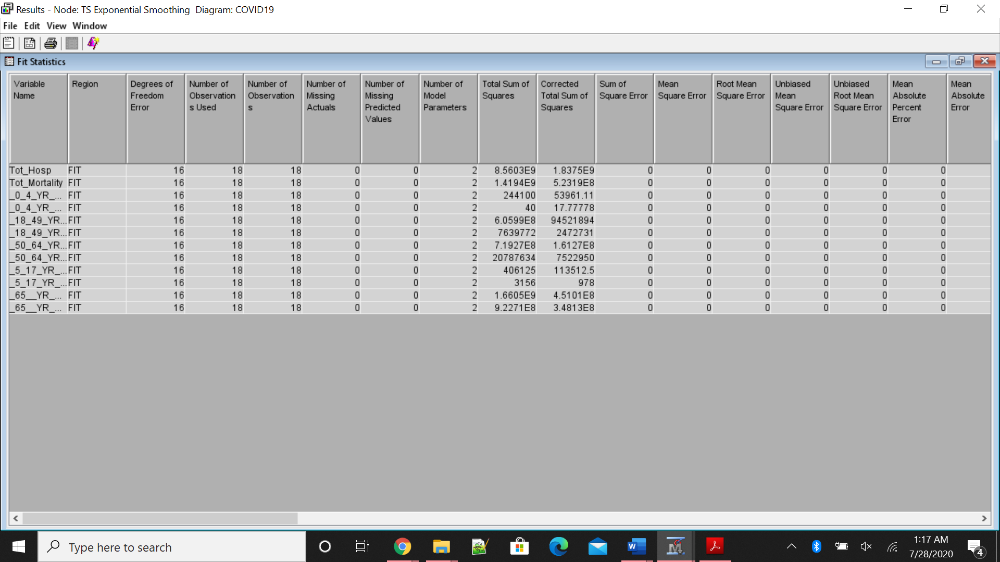 Results - Node: TS Exponential Smoothing Diagram: COVID19
File Edit View Window
Fit Statistics
Variable Name Region Degrees of Freedom Error Number of Observation s Used Number of Observation s Number of Missing Actuals Number of Missing Predicted Values Number of Model Parameters Total Sum of Squares Corrected Total Sum of Squares Sum of Square Error Mean Square Error Root Mean Square Error Unbiased Mean Square Error Unbiased Root Mean Square Error Mean Absolute Percent Error Mean Absolute Error
Tot_Hosp FIT 16 18 18 0 0 2 8.5603E9 1.8375E9 0 0 0 0 0 0
Tot_Mortality FIT 16 18 18 0 0 2 1.4194E9 5.2319E8 0 0 0 0 0 0
_0_4_YR_... FIT 16 18 18 0 0 2 244100 53961.11 0 0 0 0 0 0
_0_4_YR_... FIT 16 18 18 0 0 2 40 17.77778 0 0 0 0 0 0
_18_49_YR... FIT 16 18 18 0 0 2 6.0599E8 94521894 0 0 0 0 0 0
_18_49_YR... FIT 16 18 18 0 0 2 7639772 2472731 0 0 0 0 0 0
_50_64_YR... FIT 16 18 18 0 0 2 7.1927E8 1.6127E8 0 0 0 0 0 0
_50_64_YR... FIT 16 18 18 0 0 2 20787634 7522950 0 0 0 0 0 0
_5_17_YR_... FIT 16 18 18 0 0 2 406125 113512.5 0 0 0 0 0 0
_5_17_YR_... FIT 16 18 18 0 0 2 3156 978 0 0 0 0 0 0
_65__YR_... FIT 16 18 18 0 0 2 1.6605E9 4.5101E8 0 0 0 0 0 0
_65__YR_... FIT 16 18 18 0 0 2 9.2271E8 3.4813E8 0 0 0 0 0 0
Type here to search
1:17 AM
7/28/2020
4